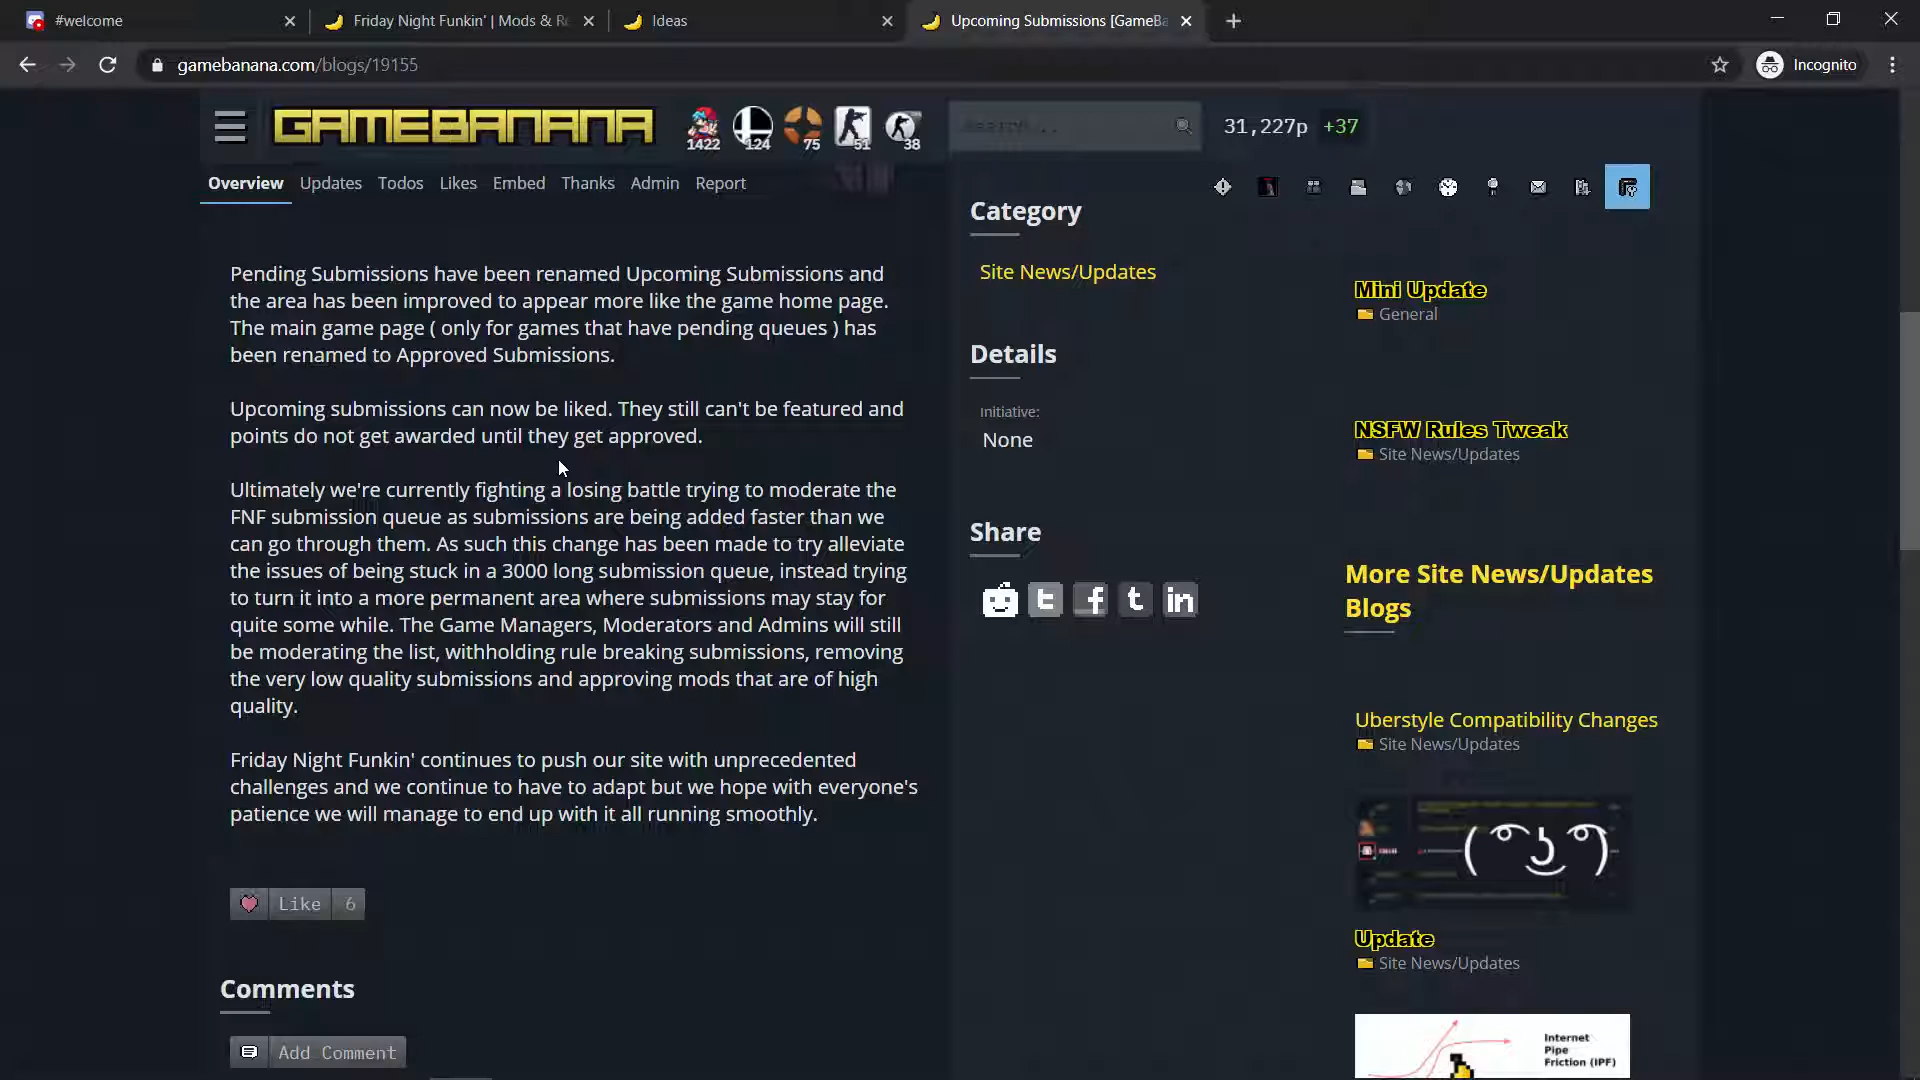 #welcome
Friday Night Funkin' | Mods & Re
Ideas
Upcoming Submissions [GameBa
gamebanana.com/blogs/19155
Incognito
GAMEBANANA
1422
124
75
51
38
31,227p +37
Overview Updates Todos Likes Embed Thanks Admin Report
Pending Submissions have been renamed Upcoming Submissions and
the area has been improved to appear more like the game home page.
The main game page ( only for games that have pending queues ) has
been renamed to Approved Submissions.
Upcoming submissions can now be liked. They still can't be featured and
points do not get awarded until they get approved.
Ultimately we're currently fighting a losing battle trying to moderate the
FNF submission queue as submissions are being added faster than we
can go through them. As such this change has been made to try alleviate
the issues of being stuck in a 3000 long submission queue, instead trying
to turn it into a more permanent area where submissions may stay for
quite some while. The Game Managers, Moderators and Admins will still
be moderating the list, withholding rule breaking submissions, removing
the very low quality submissions and approving mods that are of high
quality.
Friday Night Funkin' continues to push our site with unprecedented
challenges and we continue to have to adapt but we hope with everyone's
patience we will manage to end up with it all running smoothly.
Like 6
Comments
Add Comment
Category
Site News/Updates
Details
Initiative:
None
Share
Mini Update
General
NSFW Rules Tweak
Site News/Updates
More Site News/Updates
Blogs
Uberstyle Compatibility Changes
Site News/Updates
( ͡° ͜ʖ ͡°)
Update
Site News/Updates
Internet
Pipe
Friction (IPF)